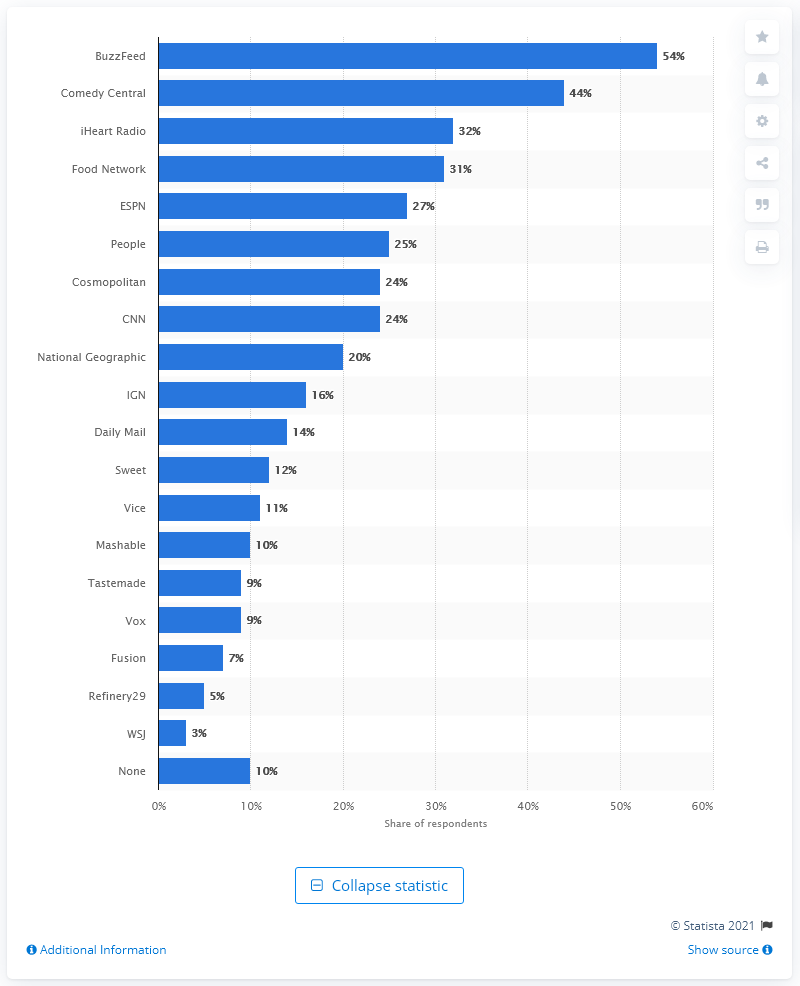 BuzzFeed 54%
Comedy Central 44%
iHeart Radio 32%
Food Network 31%
ESPN 27%
People 25%
Cosmopolitan 24%
CNN 24%
National Geographic 20%
IGN 16%
Daily Mail 14%
Sweet 12%
Vice 11%
Mashable 10%
Tastemade 9%
Vox 9%
Fusion 7%
Refinery29 5%
WSJ 3%
None 10%
0% 10% 20% 30% 40% 50% 60%
Share of respondents
Collapse statistic
© Statista 2021
Additional Information Show source